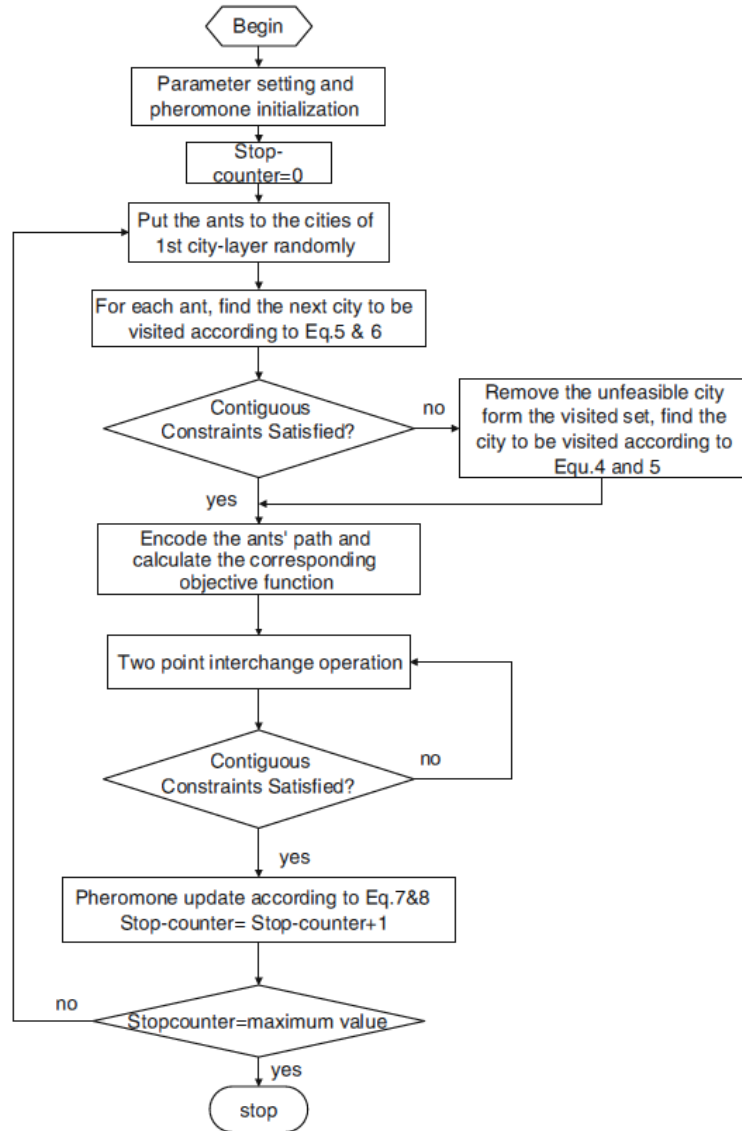 Begin
Parameter setting and
pheromone initialization
Stop-
counter=0
Put the ants to the cities of
1st city-layer randomly
For each ant, find the next city to be
visited according to Eq.5 & 6
Contiguous
Constraints Satisfied?
no
Remove the unfeasible city
form the visited set, find the
city to be visited according to
Equ.4 and 5
yes
Encode the ants' path and
calculate the corresponding
objective function
Two point interchange operation
Contiguous
Constraints Satisfied?
no
yes
Pheromone update according to Eq.7&8
Stop-counter= Stop-counter+1
no
Stopcounter=maximum value
yes
stop